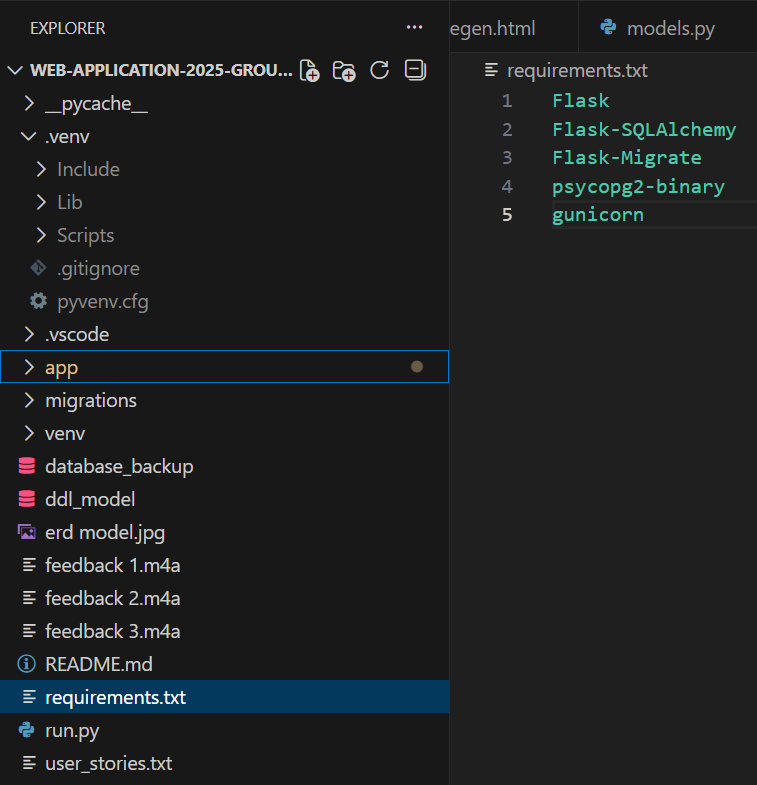 EXPLORER
WEB-APPLICATION-2025-GROU...
__pycache__
.venv
Include
Lib
Scripts
.gitignore
pyvenv.cfg
.vscode
app
migrations
venv
database_backup
ddl_model
erd model.jpg
feedback 1.m4a
feedback 2.m4a
feedback 3.m4a
README.md
requirements.txt
run.py
user_stories.txt
egen.html
models.py
requirements.txt
1 Flask
2 Flask-SQLAlchemy
3 Flask-Migrate
4 psycopg2-binary
5 gunicorn